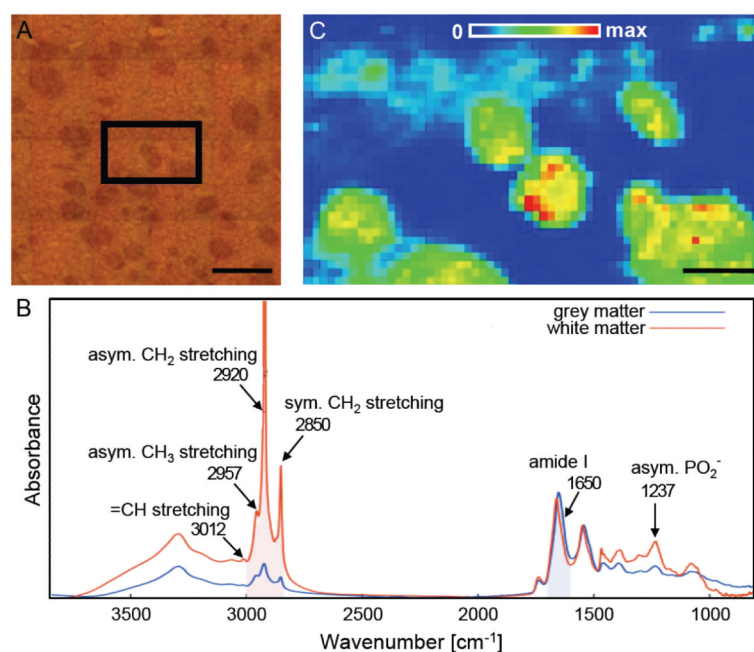 A
C
0 max
B
grey matter
white matter
asym. CH₂ stretching
2920
sym. CH₂ stretching
2850
asym. CH₃ stretching
2957
=CH stretching
3012
amide I
1650
asym. PO₂⁻
1237
Absorbance
3500 3000 2500 2000 1500 1000
Wavenumber [cm⁻¹]